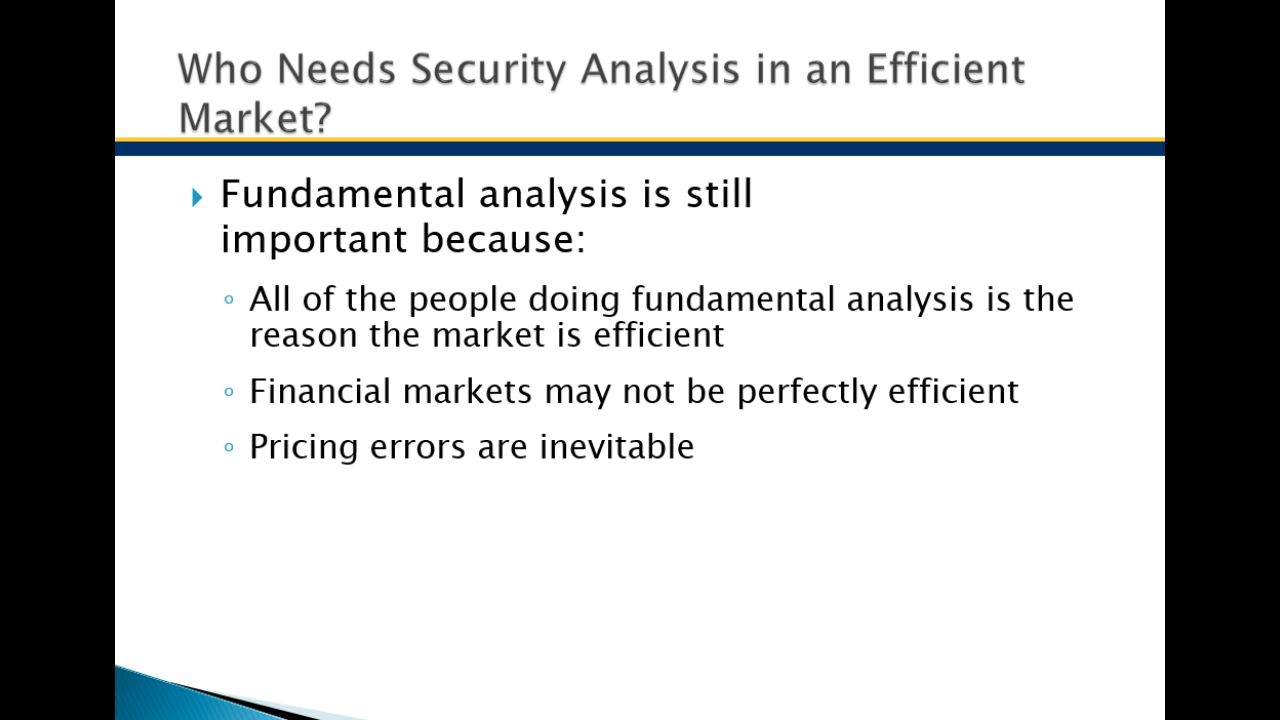 Who Needs Security Analysis in an Efficient
Market?
Fundamental analysis is still
important because:
All of the people doing fundamental analysis is the
reason the market is efficient
Financial markets may not be perfectly efficient
Pricing errors are inevitable